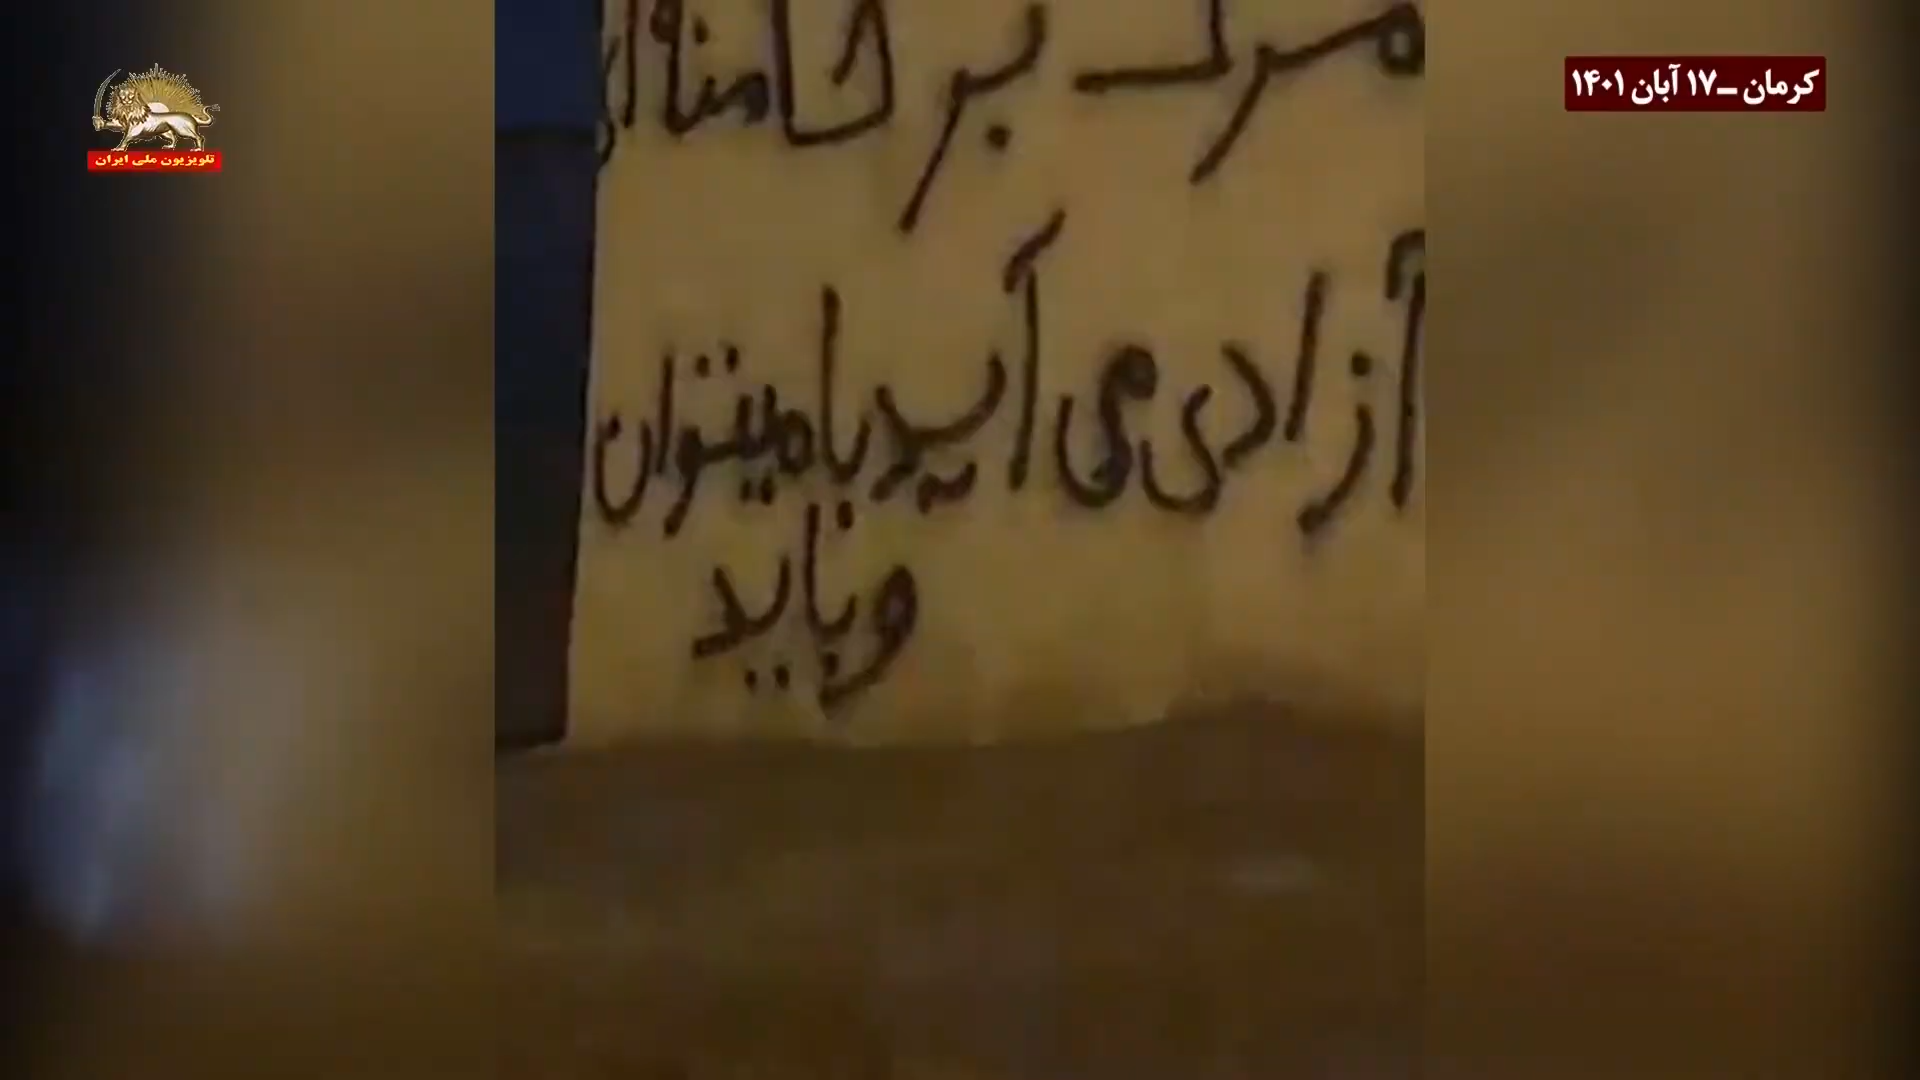 تلویزیون ملی ایران
کرمان ـ ۱۷ آبان ۱۴۰۱
مرگ بر خامنه ای
آزادی می آید با میتوان
و باید